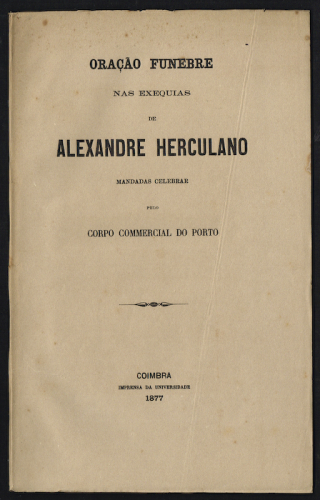 ORAÇÃO FUNEBRE
NAS EXEQUIAS
DE
ALEXANDRE HERCULANO
MANDADAS CELEBRAR
PELO
CORPO COMMERCIAL DO PORTO
COIMBRA
IMPRENSA DA UNIVERSIDADE
1877